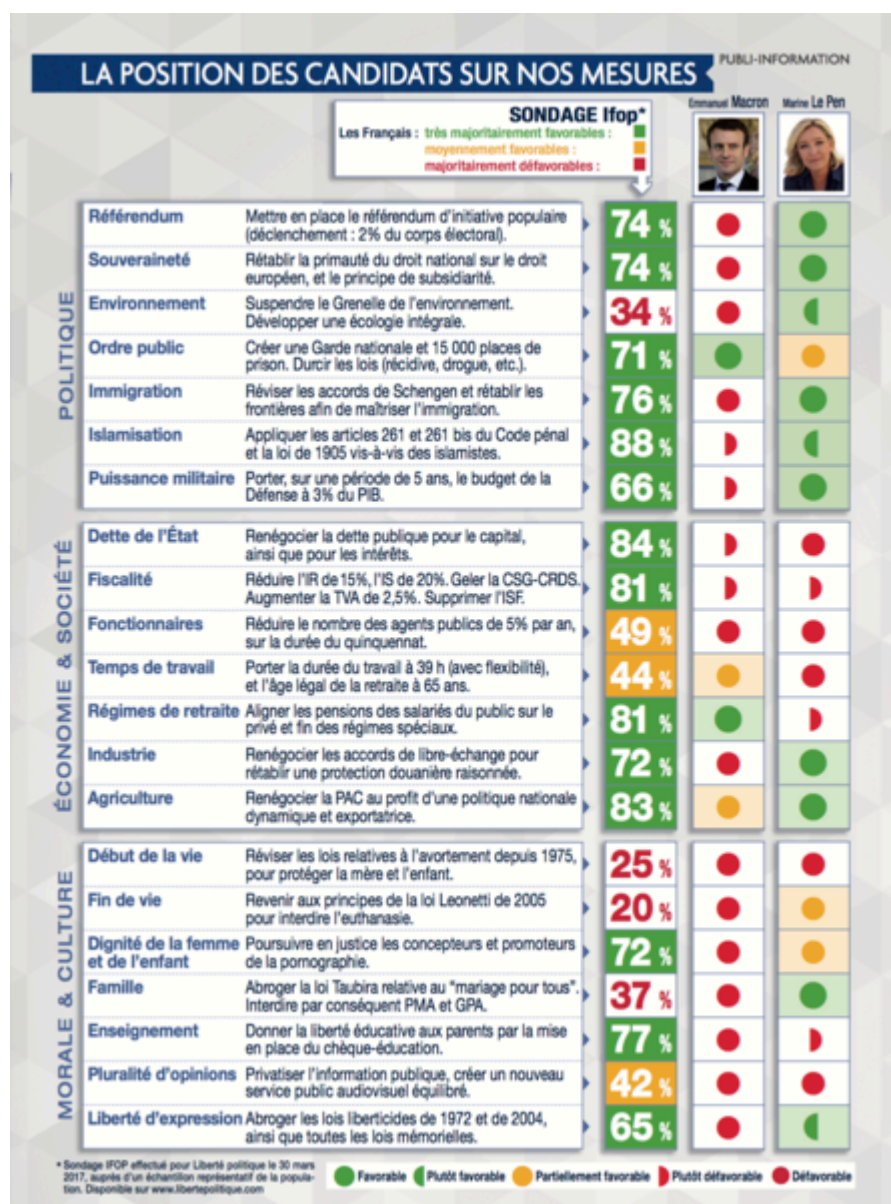 PUBLI-INFORMATION
LA POSITION DES CANDIDATS SUR NOS MESURES
Emmanuel Macron
Marine Le Pen
SONDAGE Ifop*
Les Français : très majoritairement favorables :
moyennement favorables :
majoritairement défavorables :
POLITIQUE
Référendum
Mettre en place le référendum d'initiative populaire
(déclenchement : 2% du corps électoral).
74 %
Souveraineté
Rétablir la primauté du droit national sur le droit
européen, et le principe de subsidiarité.
74 %
Environnement
Suspendre le Grenelle de l'environnement.
Développer une écologie intégrale.
34 %
Ordre public
Créer une Garde nationale et 15 000 places de
prison. Durcir les lois (récidive, drogue, etc.).
71 %
Immigration
Réviser les accords de Schengen et rétablir les
frontières afin de maîtriser l'immigration.
76 %
Islamisation
Appliquer les articles 261 et 261 bis du Code pénal
et la loi de 1905 vis-à-vis des islamistes.
88 %
Puissance militaire
Porter, sur une période de 5 ans, le budget de la
Défense à 3% du PIB.
66 %
ÉCONOMIE & SOCIÉTÉ
Dette de l'État
Renégocier la dette publique pour le capital,
ainsi que pour les intérêts.
84 %
Fiscalité
Réduire l'IR de 15%, l'IS de 20%. Geler la CSG-CRDS.
Augmenter la TVA de 2,5%. Supprimer l'ISF.
81 %
Fonctionnaires
Réduire le nombre des agents publics de 5% par an,
sur la durée du quinquennat.
49 %
Temps de travail
Porter la durée du travail à 39 h (avec flexibilité),
et l'âge légal de la retraite à 65 ans.
44 %
Régimes de retraite
Aligner les pensions des salariés du public sur le
privé et fin des régimes spéciaux.
81 %
Industrie
Renégocier les accords de libre-échange pour
rétablir une protection douanière raisonnée.
72 %
Agriculture
Renégocier la PAC au profit d'une politique nationale
dynamique et exportatrice.
83 %
MORALE & CULTURE
Début de la vie
Réviser les lois relatives à l'avortement depuis 1975,
pour protéger la mère et l'enfant.
25 %
Fin de vie
Revenir aux principes de la loi Leonetti de 2005
pour interdire l'euthanasie.
20 %
Dignité de la femme
et de l'enfant
Poursuivre en justice les concepteurs et promoteurs
de la pornographie.
72 %
Famille
Abroger la loi Taubira relative au "mariage pour tous".
Interdire par conséquent PMA et GPA.
37 %
Enseignement
Donner la liberté éducative aux parents par la mise
en place du chèque-éducation.
77 %
Pluralité d'opinions
Privatiser l'information publique, créer un nouveau
service public audiovisuel équilibré.
42 %
Liberté d'expression
Abroger les lois liberticides de 1972 et de 2004,
ainsi que toutes les lois mémorielles.
65 %
* Sondage IFOP effectué pour Liberté politique le 30 mars
2017, auprès d'un échantillon représentatif de la popula-
tion. Disponible sur www.libertepolitique.com
Favorable
Plutôt favorable
Partiellement favorable
Plutôt défavorable
Défavorable